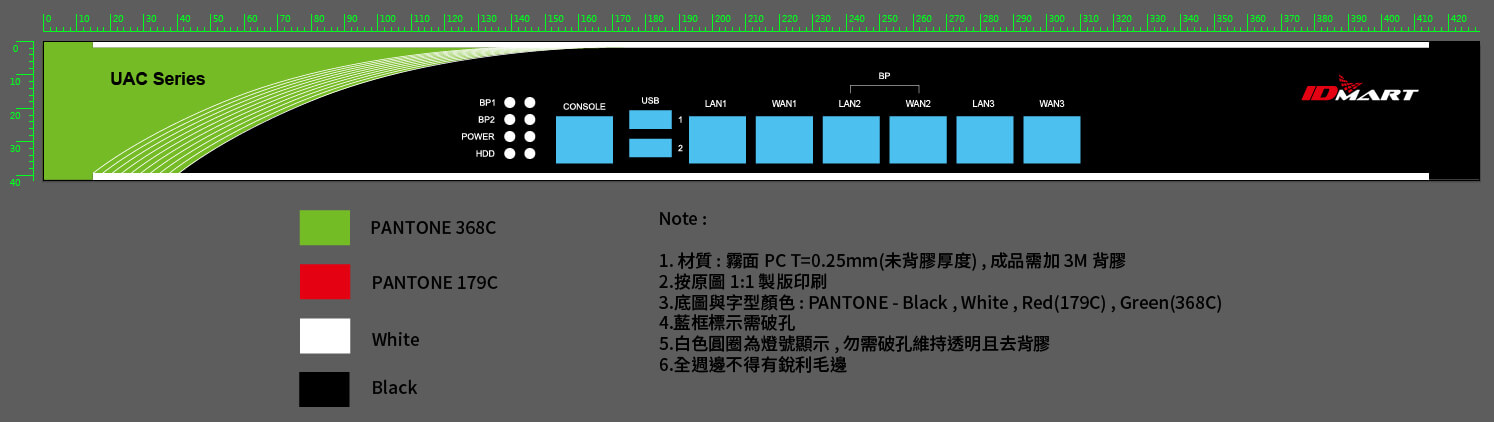 0 10 20 30 40 50 60 70 80 90 100 110 120 130 140 150 160 170 180 190 200 210 220 230 240 250 260 270 280 290 300 310 320 330 340 350 360 370 380 390 400 410 420
0
10
20
30
40
UAC Series
BP1
BP2
POWER
HDD
CONSOLE
USB
1
2
BP
LAN1 WAN1 LAN2 WAN2 LAN3 WAN3
IDMART
PANTONE 368C
PANTONE 179C
White
Black
Note :
1. 材質 : 霧面 PC T=0.25mm(未背膠厚度) , 成品需加 3M 背膠
2.按原圖 1:1 製版印刷
3.底圖與字型顏色 : PANTONE - Black , White , Red(179C) , Green(368C)
4.藍框標示需破孔
5.白色圓圈為燈號顯示 , 勿需破孔維持透明且去背膠
6.全週邊不得有銳利毛邊